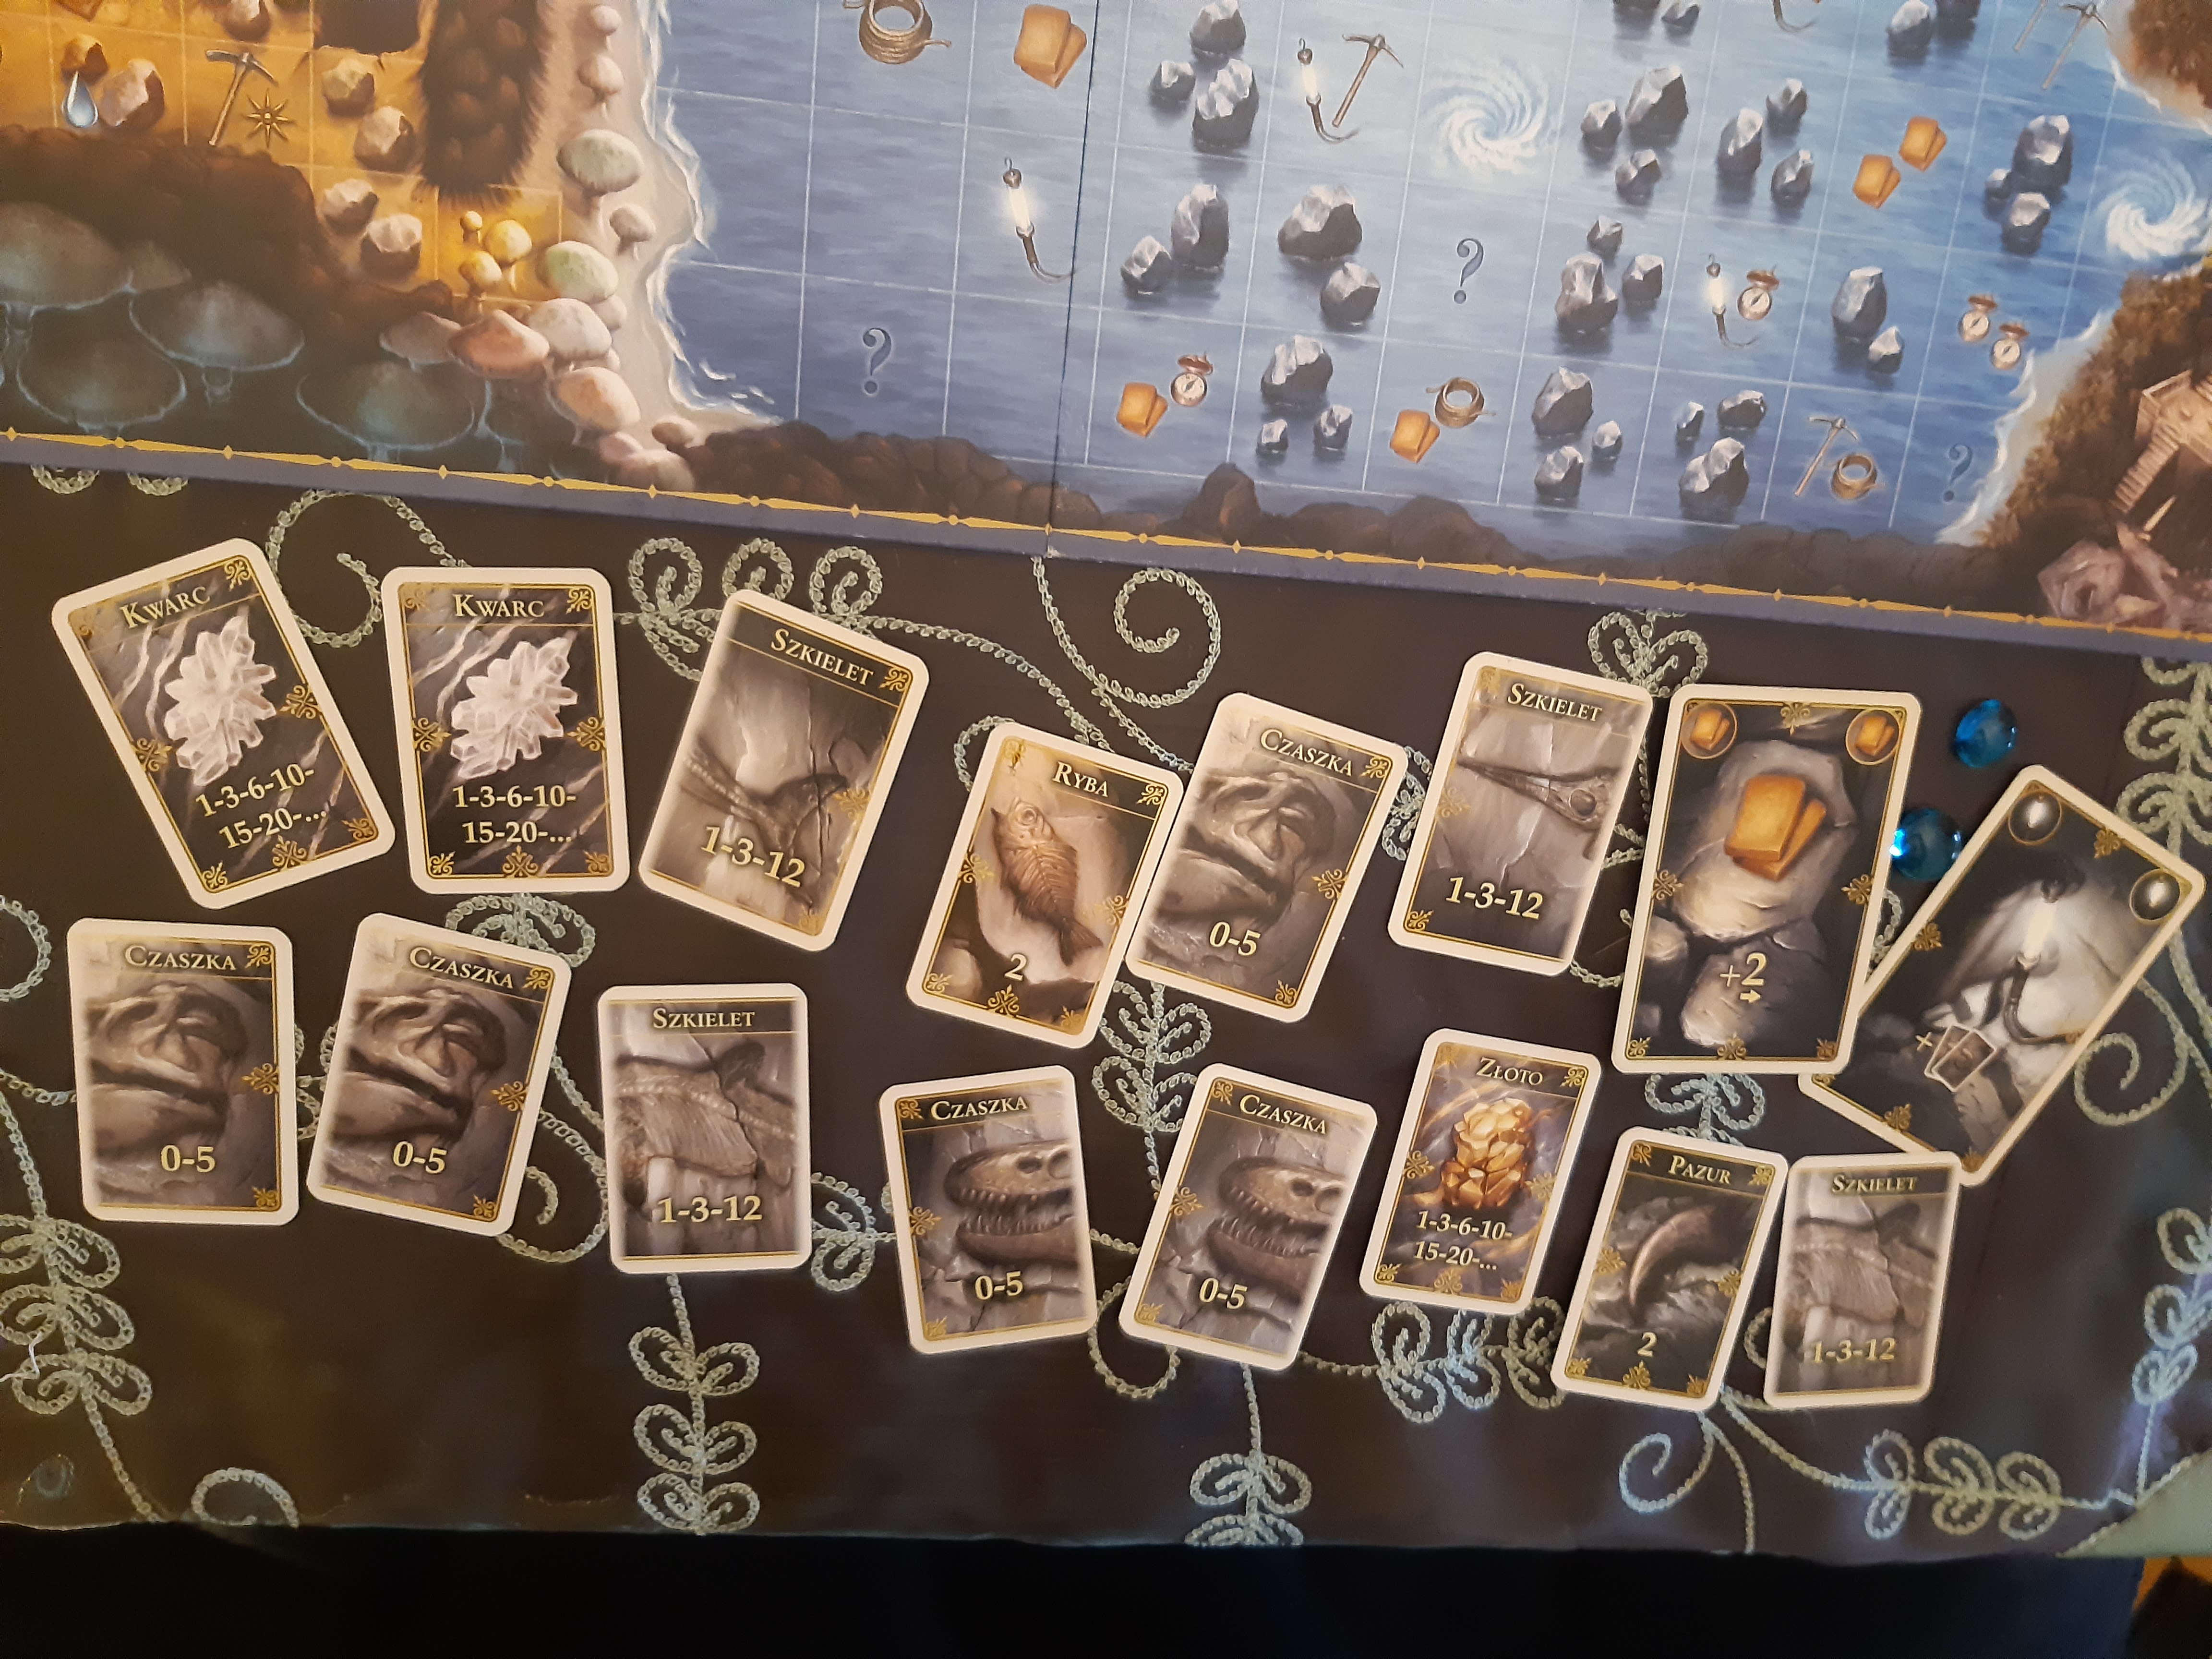 ?
?
?
?
Kwarc
1-3-6-10-
15-20-...
Kwarc
1-3-6-10-
15-20-...
Szkielet
1-3-12
Ryba
2
Czaszka
0-5
Szkielet
1-3-12
+2
+
Czaszka
0-5
Czaszka
0-5
Szkielet
1-3-12
Czaszka
0-5
Czaszka
0-5
Złoto
1-3-6-10-
15-20-...
Pazur
2
Szkielet
1-3-12